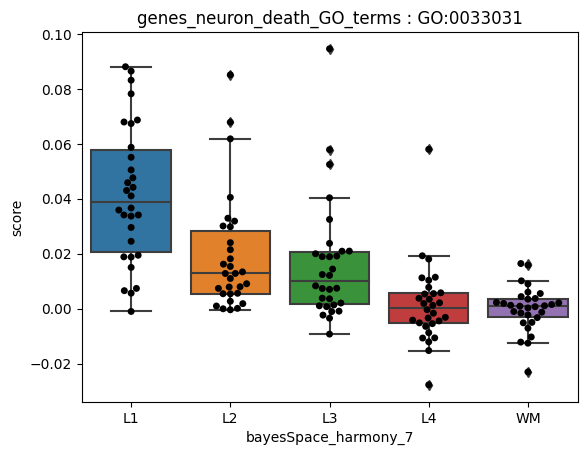 genes_neuron_death_GO_terms : GO:0033031
0.10
0.08
0.06
0.04
0.02
0.00
−0.02
score
L1 L2 L3 L4 WM
bayesSpace_harmony_7